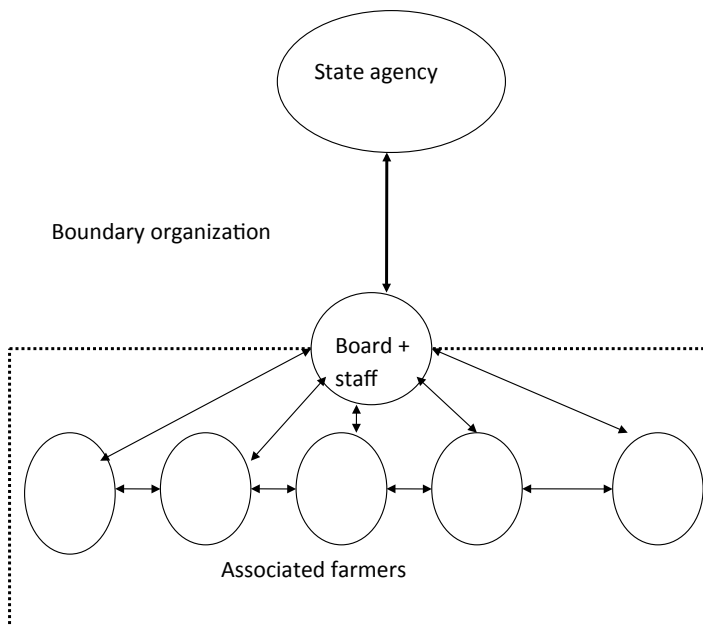 State agency
Boundary organization
Board +
staff
Associated farmers